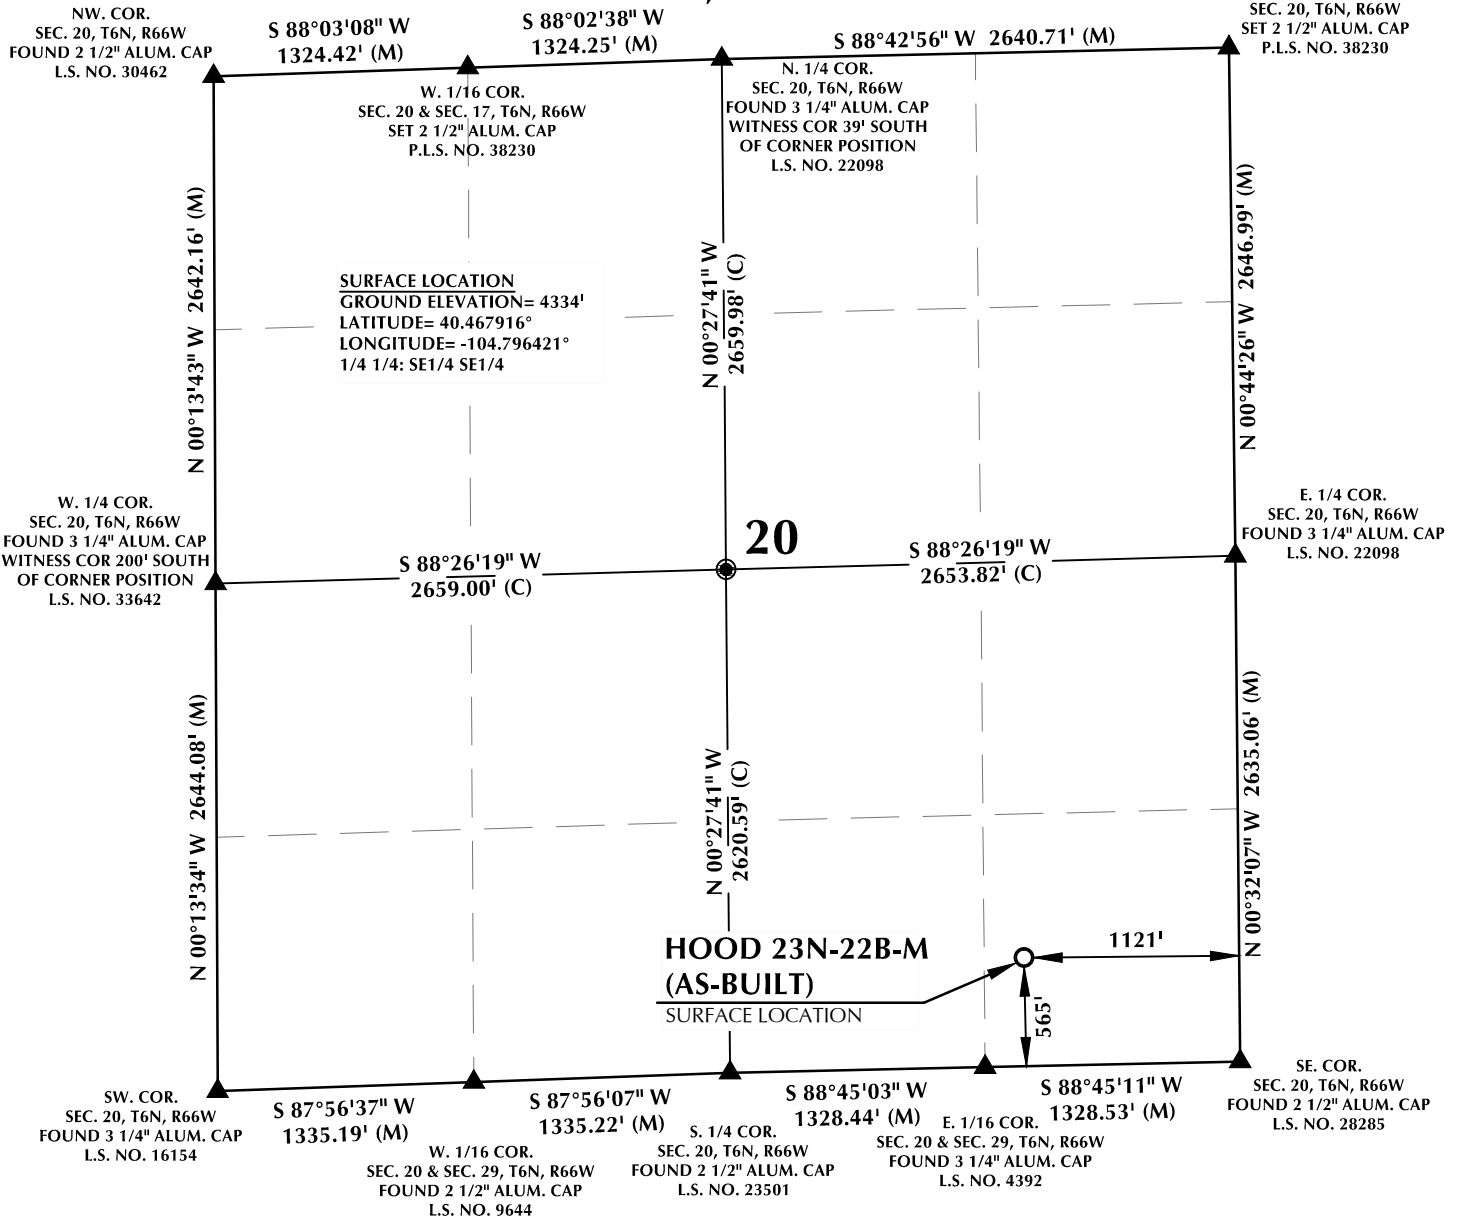 NW. COR.
SEC. 20, T6N, R66W
FOUND 2 1/2" ALUM. CAP
L.S. NO. 30462
S 88°03'08" W
1324.42' (M)
S 88°02'38" W
1324.25' (M)
S 88°42'56" W 2640.71' (M)
SEC. 20, T6N, R66W
SET 2 1/2" ALUM. CAP
P.L.S. NO. 38230
W. 1/16 COR.
SEC. 20 & SEC. 17, T6N, R66W
SET 2 1/2" ALUM. CAP
P.L.S. NO. 38230
N. 1/4 COR.
SEC. 20, T6N, R66W
FOUND 3 1/4" ALUM. CAP
WITNESS COR 39' SOUTH
OF CORNER POSITION
L.S. NO. 22098
N 00°13'43" W 2642.16' (M)
SURFACE LOCATION
GROUND ELEVATION= 4334'
LATITUDE= 40.467916°
LONGITUDE= -104.796421°
1/4 1/4: SE1/4 SE1/4
N 00°27'41" W
2659.98' (C)
N 00°44'26" W 2646.99' (M)
W. 1/4 COR.
SEC. 20, T6N, R66W
FOUND 3 1/4" ALUM. CAP
WITNESS COR 200' SOUTH
OF CORNER POSITION
L.S. NO. 33642
S 88°26'19" W
2659.00' (C)
20
S 88°26'19" W
2653.82' (C)
E. 1/4 COR.
SEC. 20, T6N, R66W
FOUND 3 1/4" ALUM. CAP
L.S. NO. 22098
N 00°13'34" W 2644.08' (M)
N 00°27'41" W
2620.59' (C)
N 00°32'07" W 2635.06' (M)
HOOD 23N-22B-M
(AS-BUILT)
SURFACE LOCATION
1121'
565'
SW. COR.
SEC. 20, T6N, R66W
FOUND 3 1/4" ALUM. CAP
L.S. NO. 16154
S 87°56'37" W
1335.19' (M)
W. 1/16 COR.
SEC. 20 & SEC. 29, T6N, R66W
FOUND 2 1/2" ALUM. CAP
L.S. NO. 9644
S 87°56'07" W
1335.22' (M)
S. 1/4 COR.
SEC. 20, T6N, R66W
FOUND 2 1/2" ALUM. CAP
L.S. NO. 23501
S 88°45'03" W
1328.44' (M)
E. 1/16 COR.
SEC. 20 & SEC. 29, T6N, R66W
FOUND 3 1/4" ALUM. CAP
L.S. NO. 4392
S 88°45'11" W
1328.53' (M)
SE. COR.
SEC. 20, T6N, R66W
FOUND 2 1/2" ALUM. CAP
L.S. NO. 28285